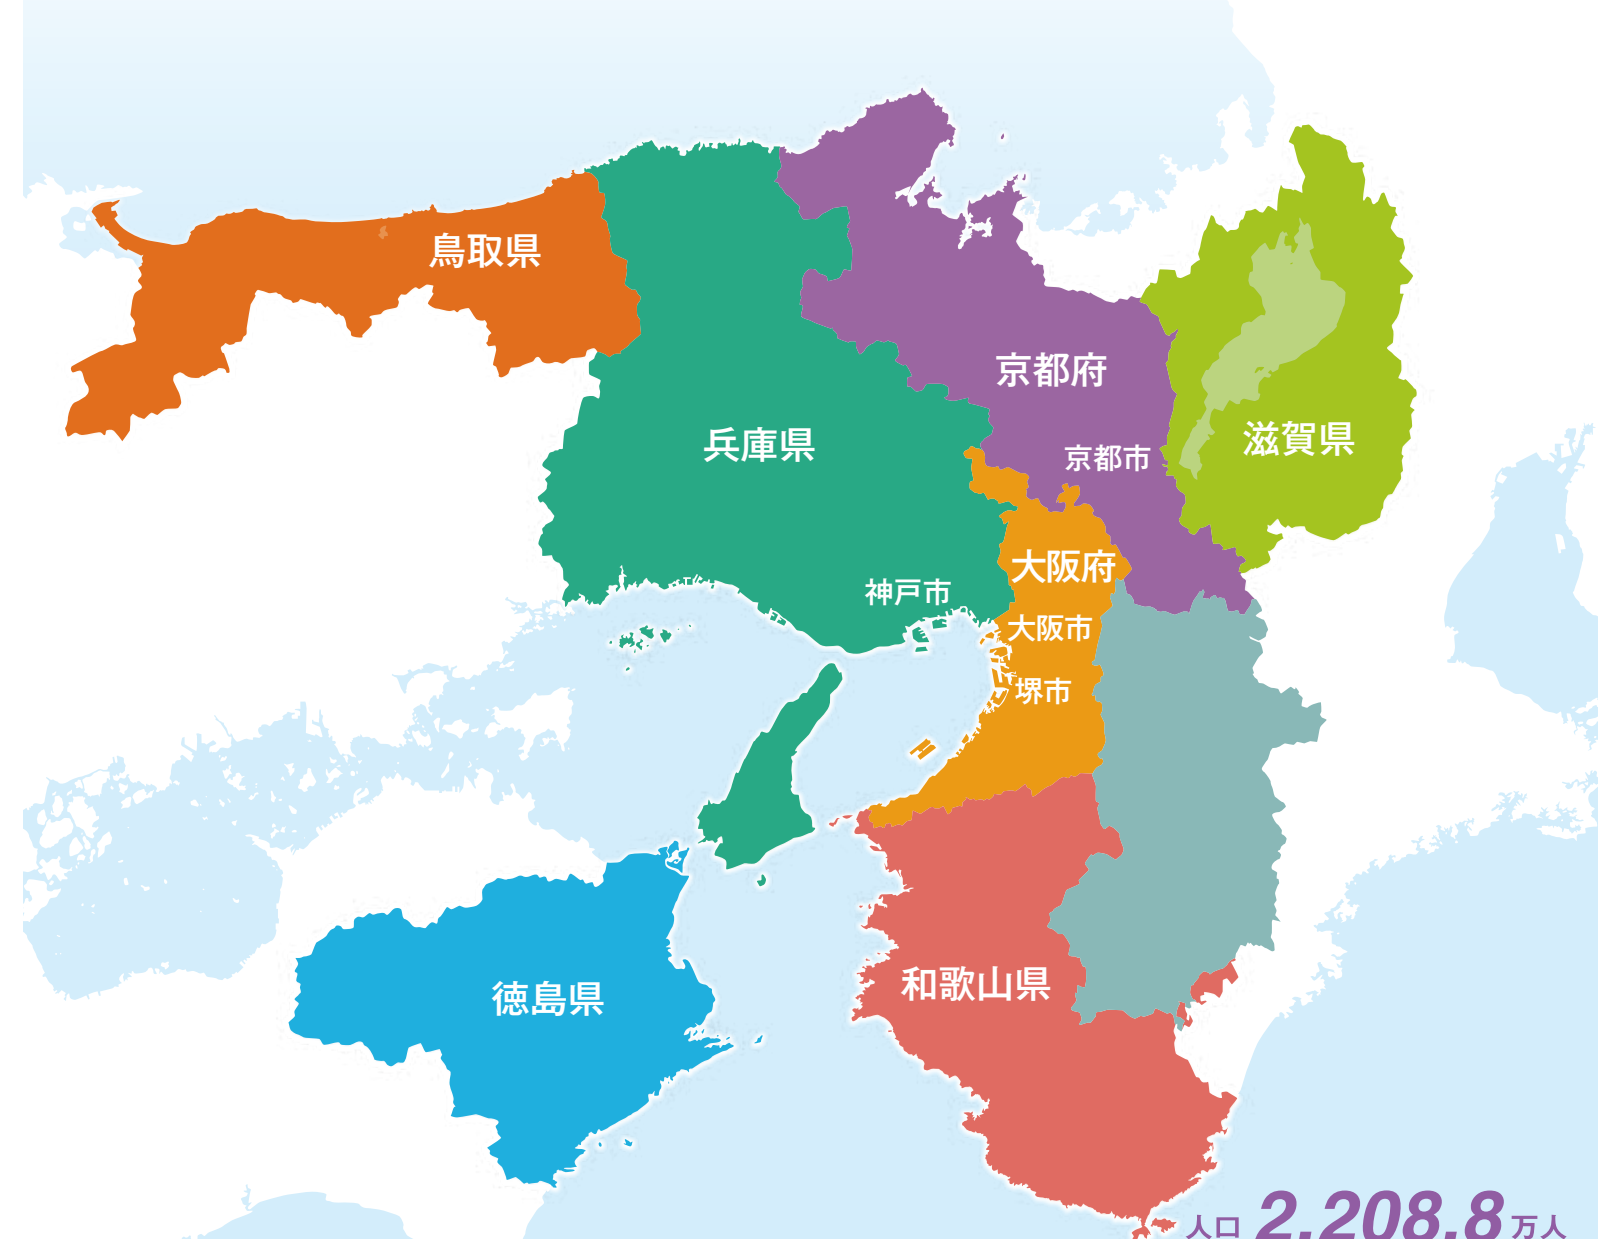 鳥取県
京都府
滋賀県
兵庫県
京都市
大阪府
神戸市
大阪市
堺市
和歌山県
徳島県
人口 2,208.8万人